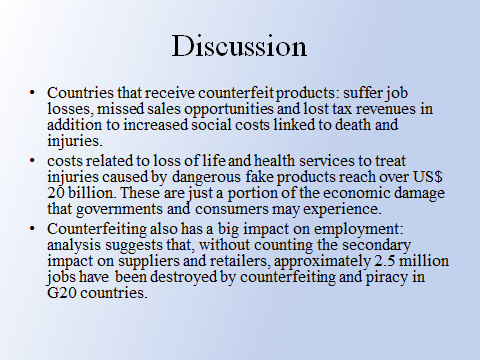 Discussion
• Countries that receive counterfeit products: suffer job
losses, missed sales opportunities and lost tax revenues in
addition to increased social costs linked to death and
injuries.
• costs related to loss of life and health services to treat
injuries caused by dangerous fake products reach over US$
20 billion. These are just a portion of the economic damage
that governments and consumers may experience.
• Counterfeiting also has a big impact on employment:
analysis suggests that, without counting the secondary
impact on suppliers and retailers, approximately 2.5 million
jobs have been destroyed by counterfeiting and piracy in
G20 countries.